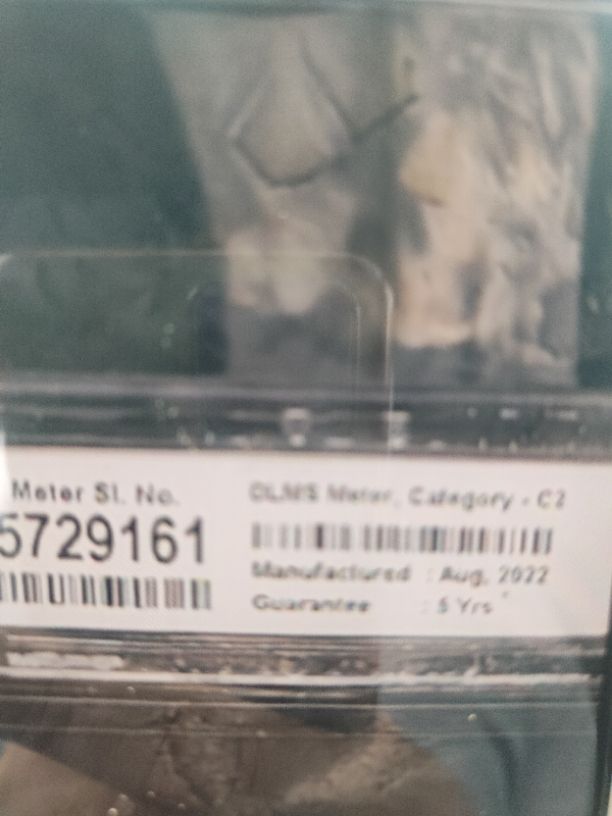 Meter Sl. No.
5729161
DLMS Meter, Category - C2
Manufactured : Aug, 2022
Guarantee : 5 Yrs